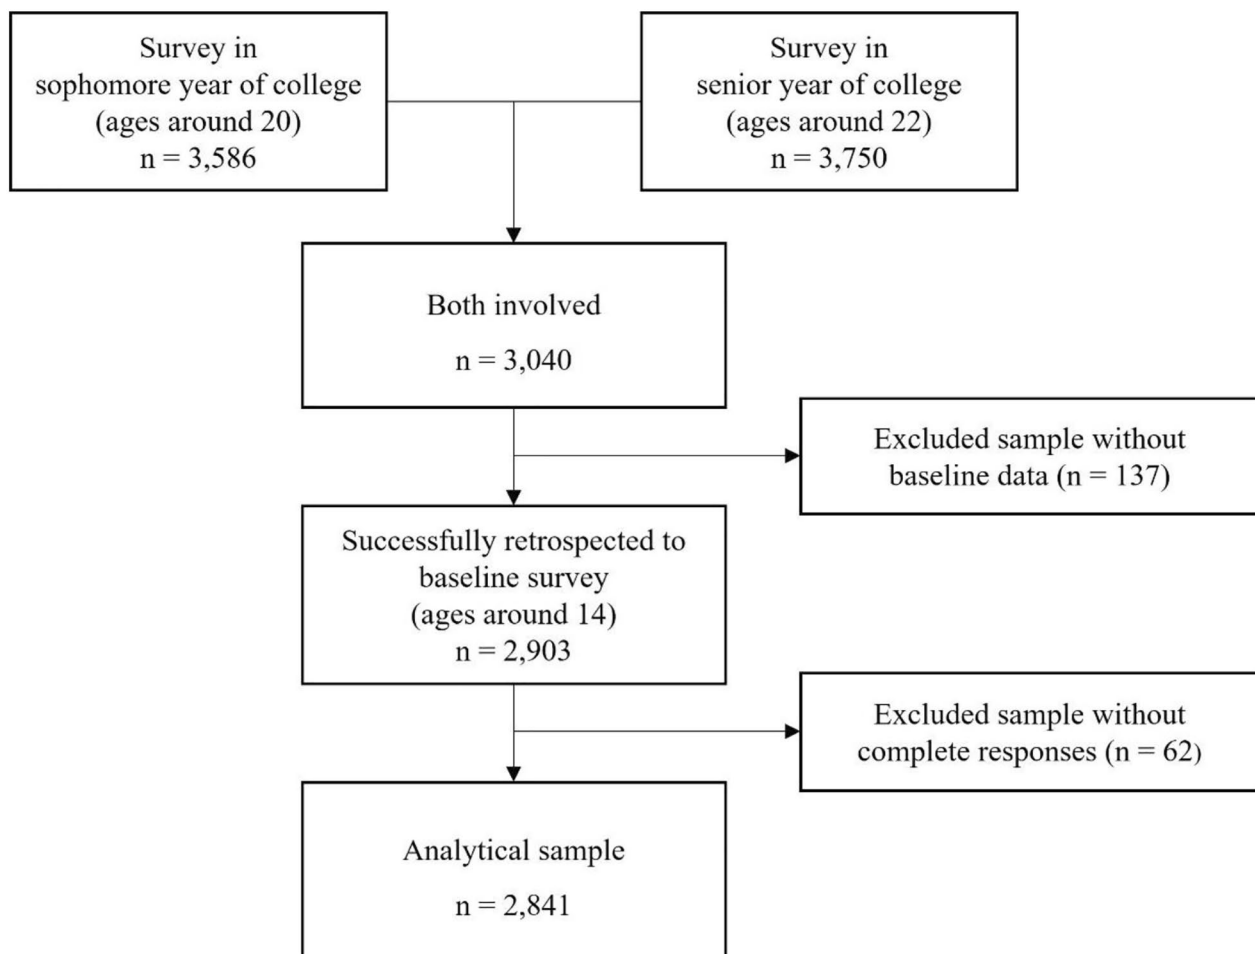 Survey in
sophomore year of college
(ages around 20)
n = 3,586
Survey in
senior year of college
(ages around 22)
n = 3,750
Both involved
n = 3,040
Excluded sample without
baseline data (n = 137)
Successfully retrospected to
baseline survey
(ages around 14)
n = 2,903
Excluded sample without
complete responses (n = 62)
Analytical sample
n = 2,841